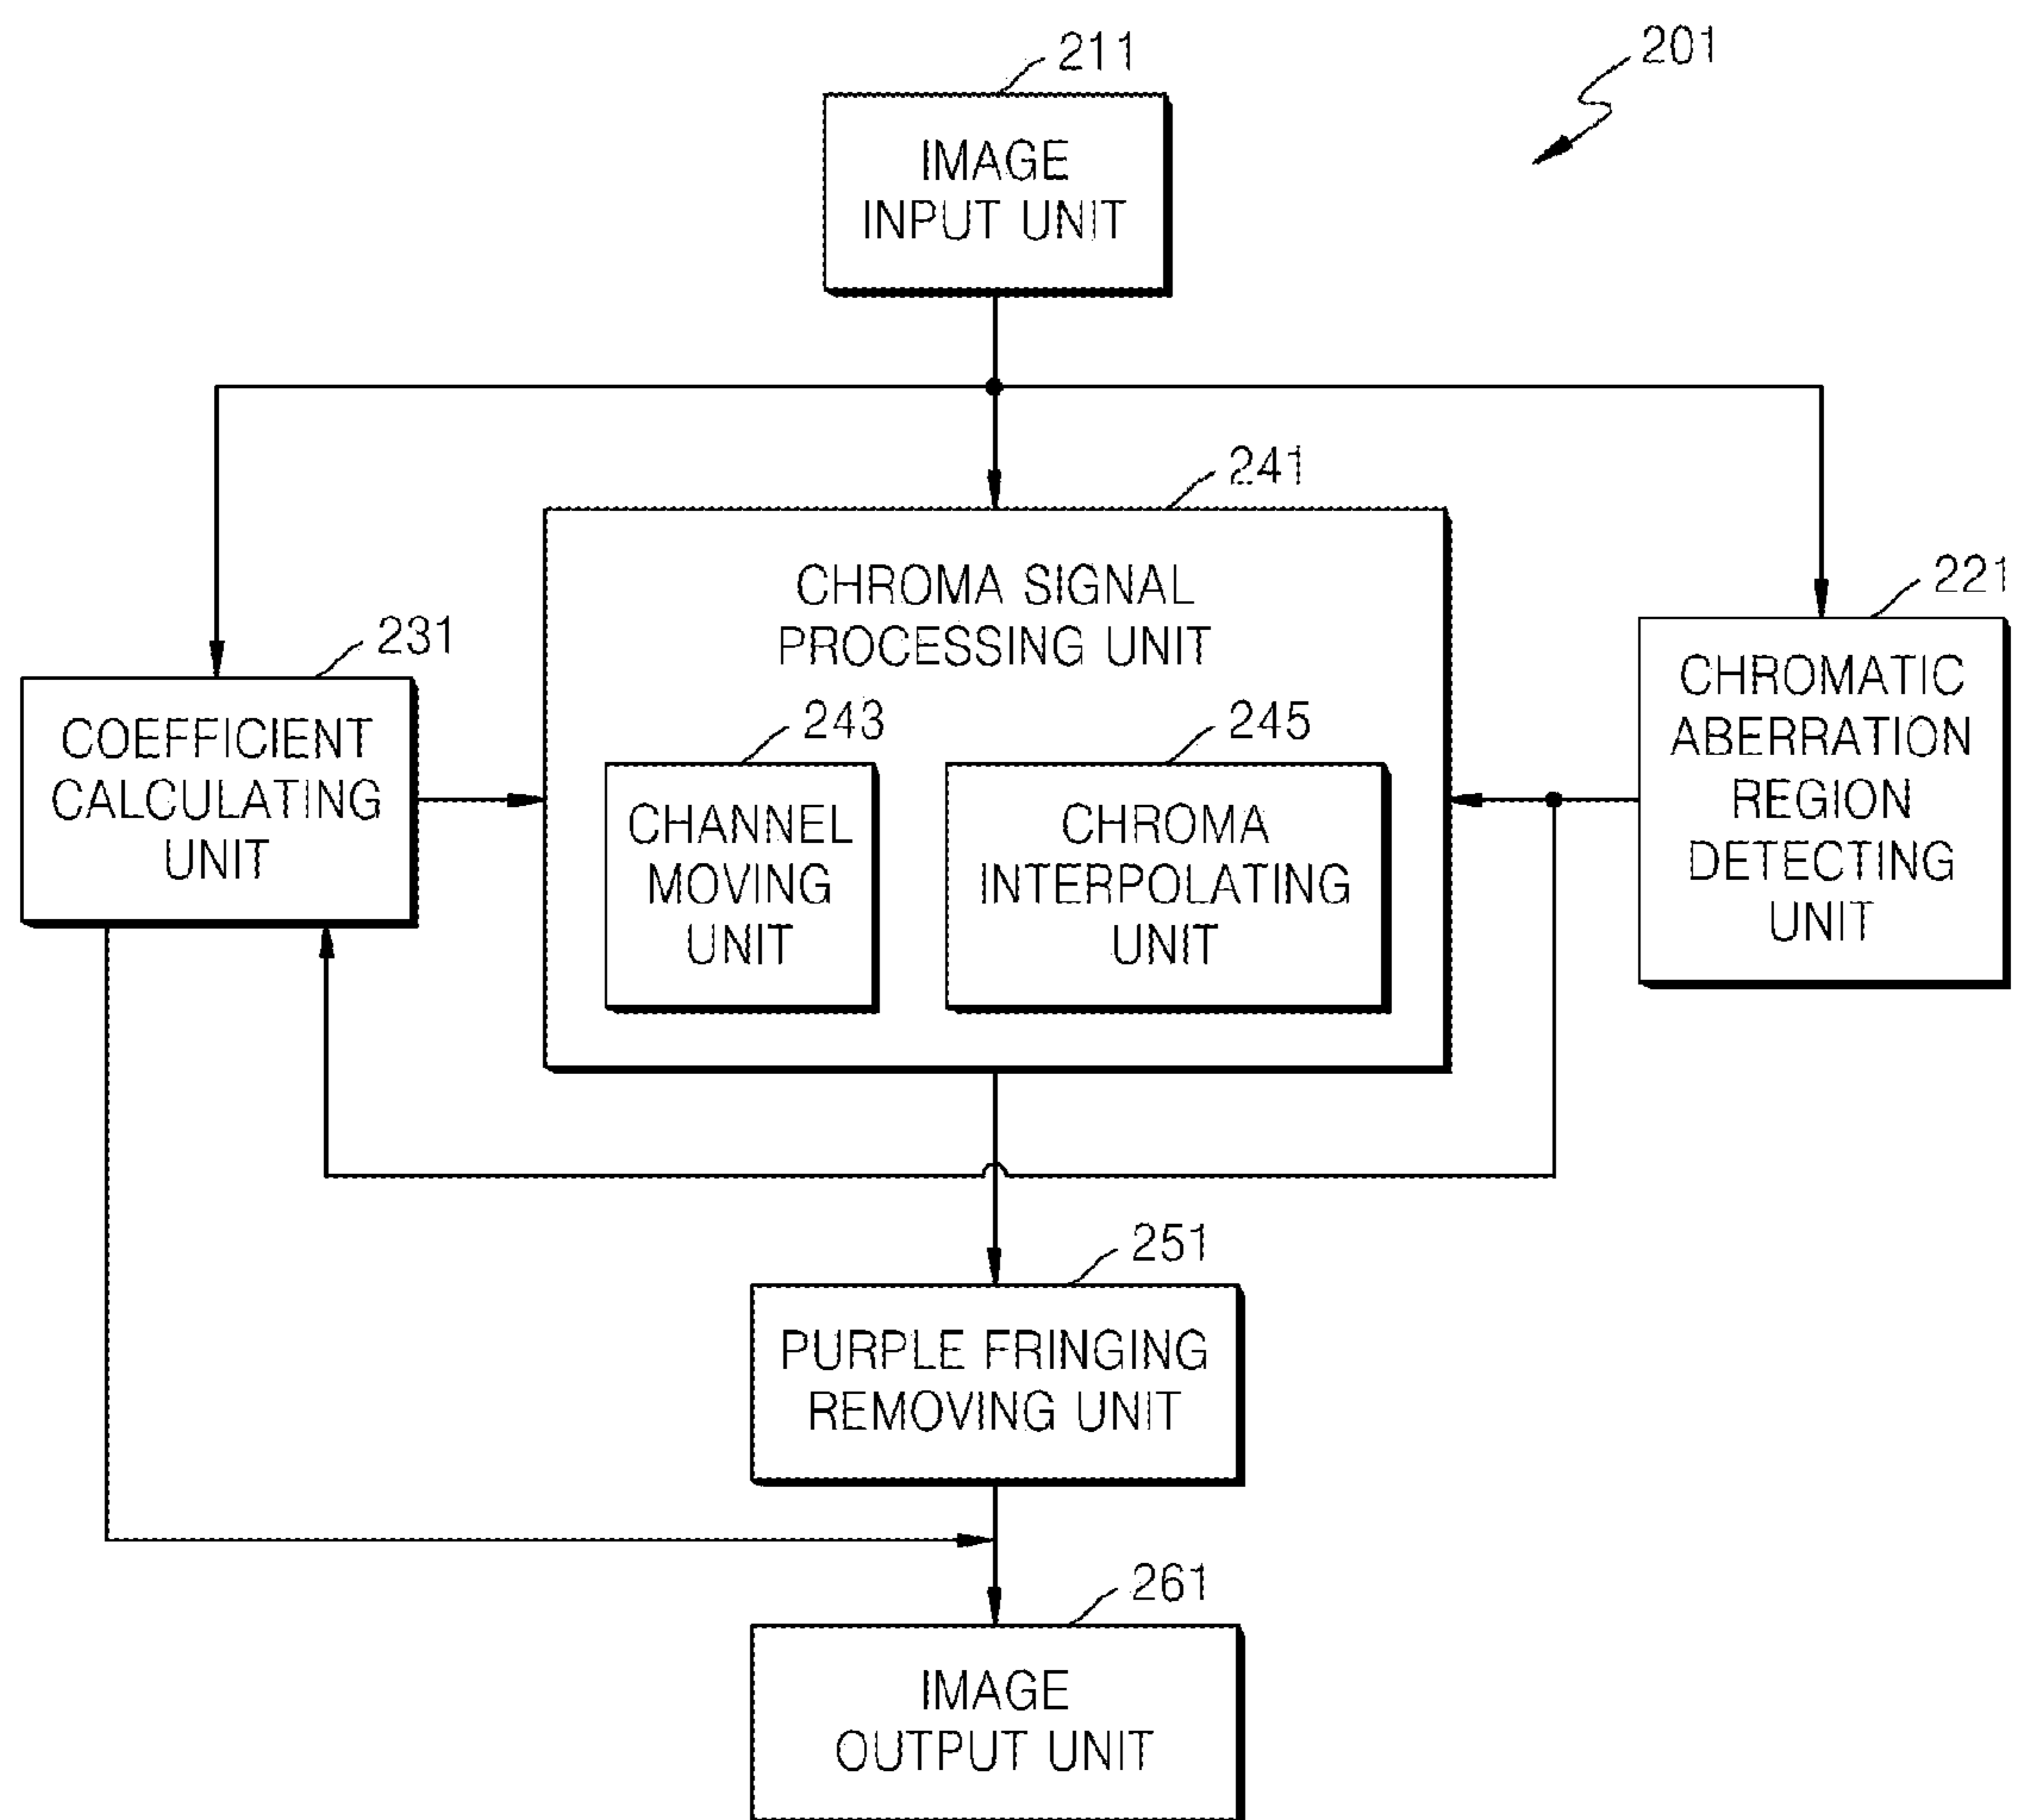 201
211
IMAGE
INPUT UNIT
241
CHROMA SIGNAL
PROCESSING UNIT
221
CHROMATIC
ABERRATION
REGION
DETECTING
UNIT
231
COEFFICIENT
CALCULATING
UNIT
243
CHANNEL
MOVING
UNIT
245
CHROMA
INTERPOLATING
UNIT
251
PURPLE FRINGING
REMOVING UNIT
261
IMAGE
OUTPUT UNIT